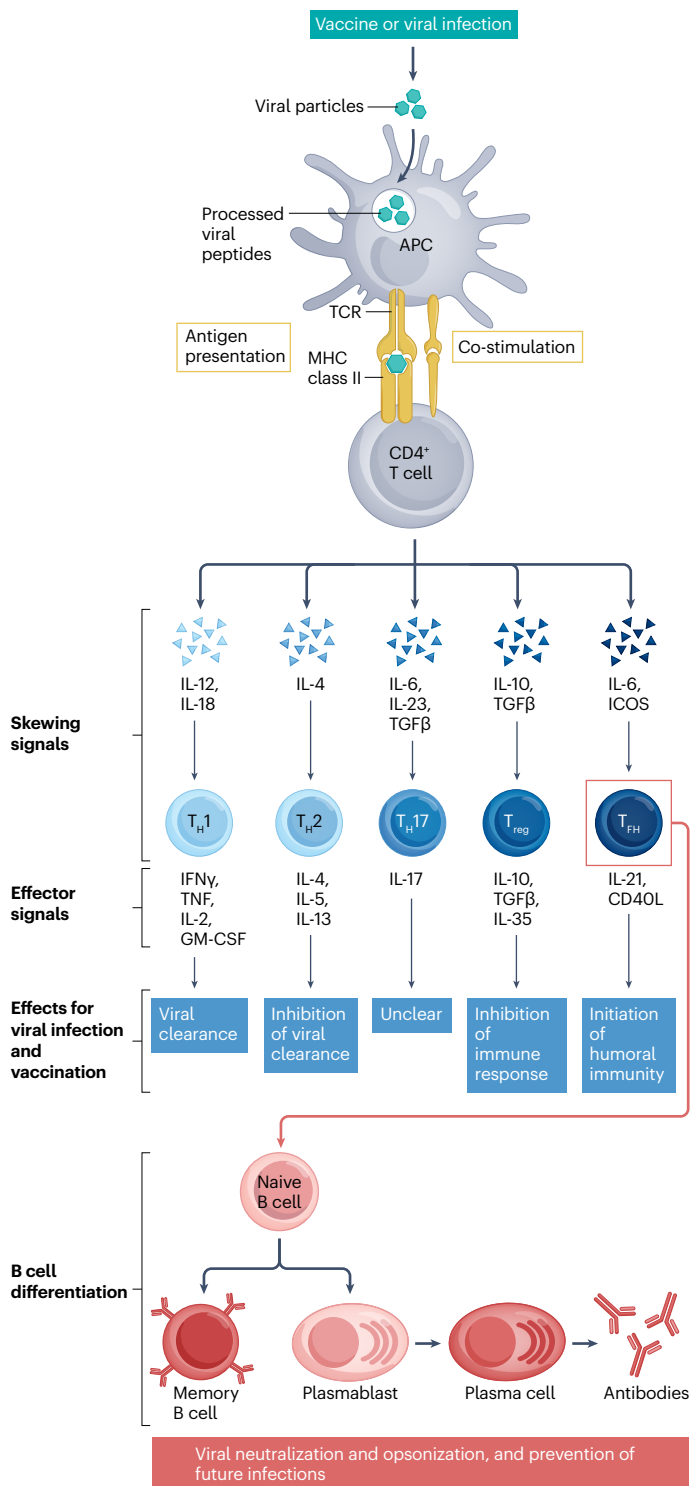 Vaccine or viral infection
Viral particles
Processed
viral
peptides
APC
TCR
Antigen
presentation
Co-stimulation
MHC
class II
CD4⁺
T cell
Skewing
signals
IL-12,
IL-18
IL-4
IL-6,
IL-23,
TGFβ
IL-10,
TGFβ
IL-6,
ICOS
T_H1
T_H2
T_H17
T_reg
T_FH
Effector
signals
IFNγ,
TNF,
IL-2,
GM-CSF
IL-4,
IL-5,
IL-13
IL-17
IL-10,
TGFβ,
IL-35
IL-21,
CD40L
Effects for
viral infection
and
vaccination
Viral
clearance
Inhibition
of viral
clearance
Unclear
Inhibition
of
immune
response
Initiation
of
humoral
immunity
Naive
B cell
B cell
differentiation
Memory
B cell
Plasmablast
Plasma cell
Antibodies
Viral neutralization and opsonization, and prevention of
future infections